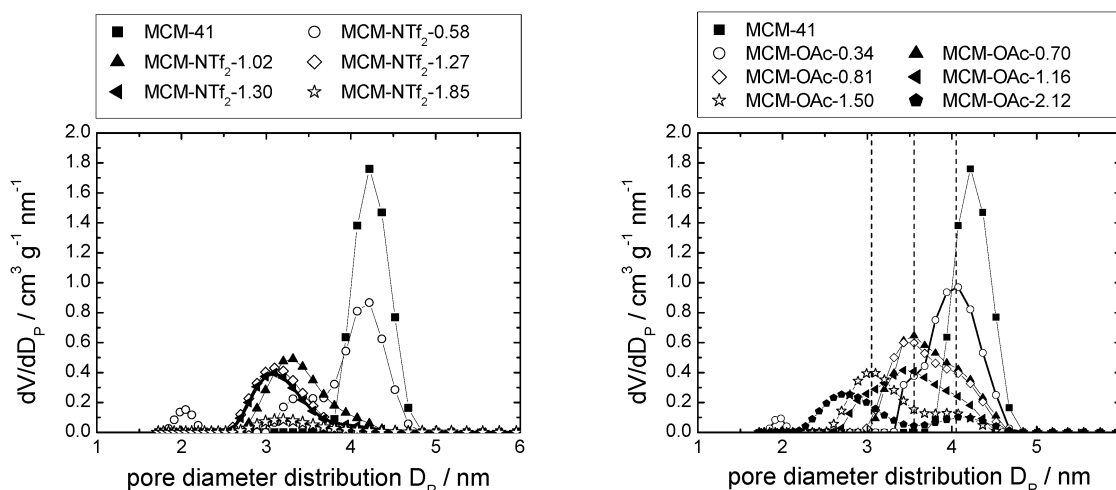 MCM-41 MCM-NTf₂-0.58
MCM-NTf₂-1.02 MCM-NTf₂-1.27
MCM-NTf₂-1.30 MCM-NTf₂-1.85
2.0
1.8
1.6
1.4
1.2
1.0
0.8
0.6
0.4
0.2
0.0
dV/dD_P / cm³ g⁻¹ nm⁻¹
1 2 3 4 5 6
pore diameter distribution D_P / nm
MCM-41
MCM-OAc-0.34 MCM-OAc-0.70
MCM-OAc-0.81 MCM-OAc-1.16
MCM-OAc-1.50 MCM-OAc-2.12
2.0
1.8
1.6
1.4
1.2
1.0
0.8
0.6
0.4
0.2
0.0
dV/dD_P / cm³ g⁻¹ nm⁻¹
1 2 3 4 5
pore diameter distribution D_P / nm